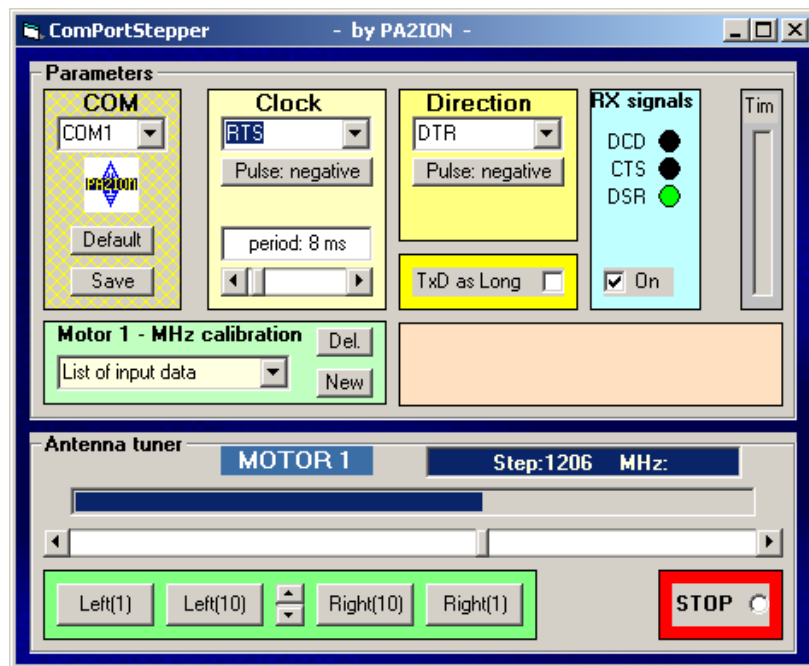 ComPortStepper - by PA2ION -
Parameters
COM
COM1
PA2ION
Default
Save
Clock
RTS
Pulse: negative
period: 8 ms
Direction
DTR
Pulse: negative
TxD as Long
RX signals
DCD
CTS
DSR
On
Tim
Motor 1 - MHz calibration
List of input data
Del.
New
Antenna tuner
MOTOR 1
Step:1206 MHz:
Left(1)
Left(10)
Right(10)
Right(1)
STOP